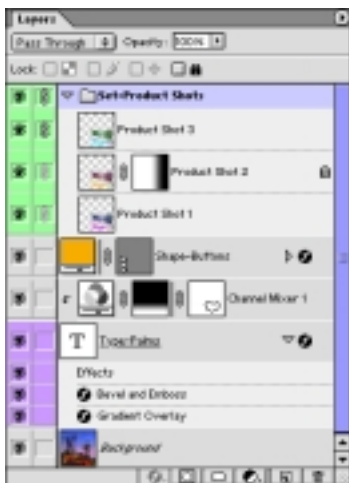 Layers
Pass Through Opacity: 100%
Lock:
Set-Product Shots
Product Shot 3
Product Shot 2
Product Shot 1
Shape-Buttons
Channel Mixer 1
T Type-Palms
Effects
Bevel and Emboss
Gradient Overlay
Background